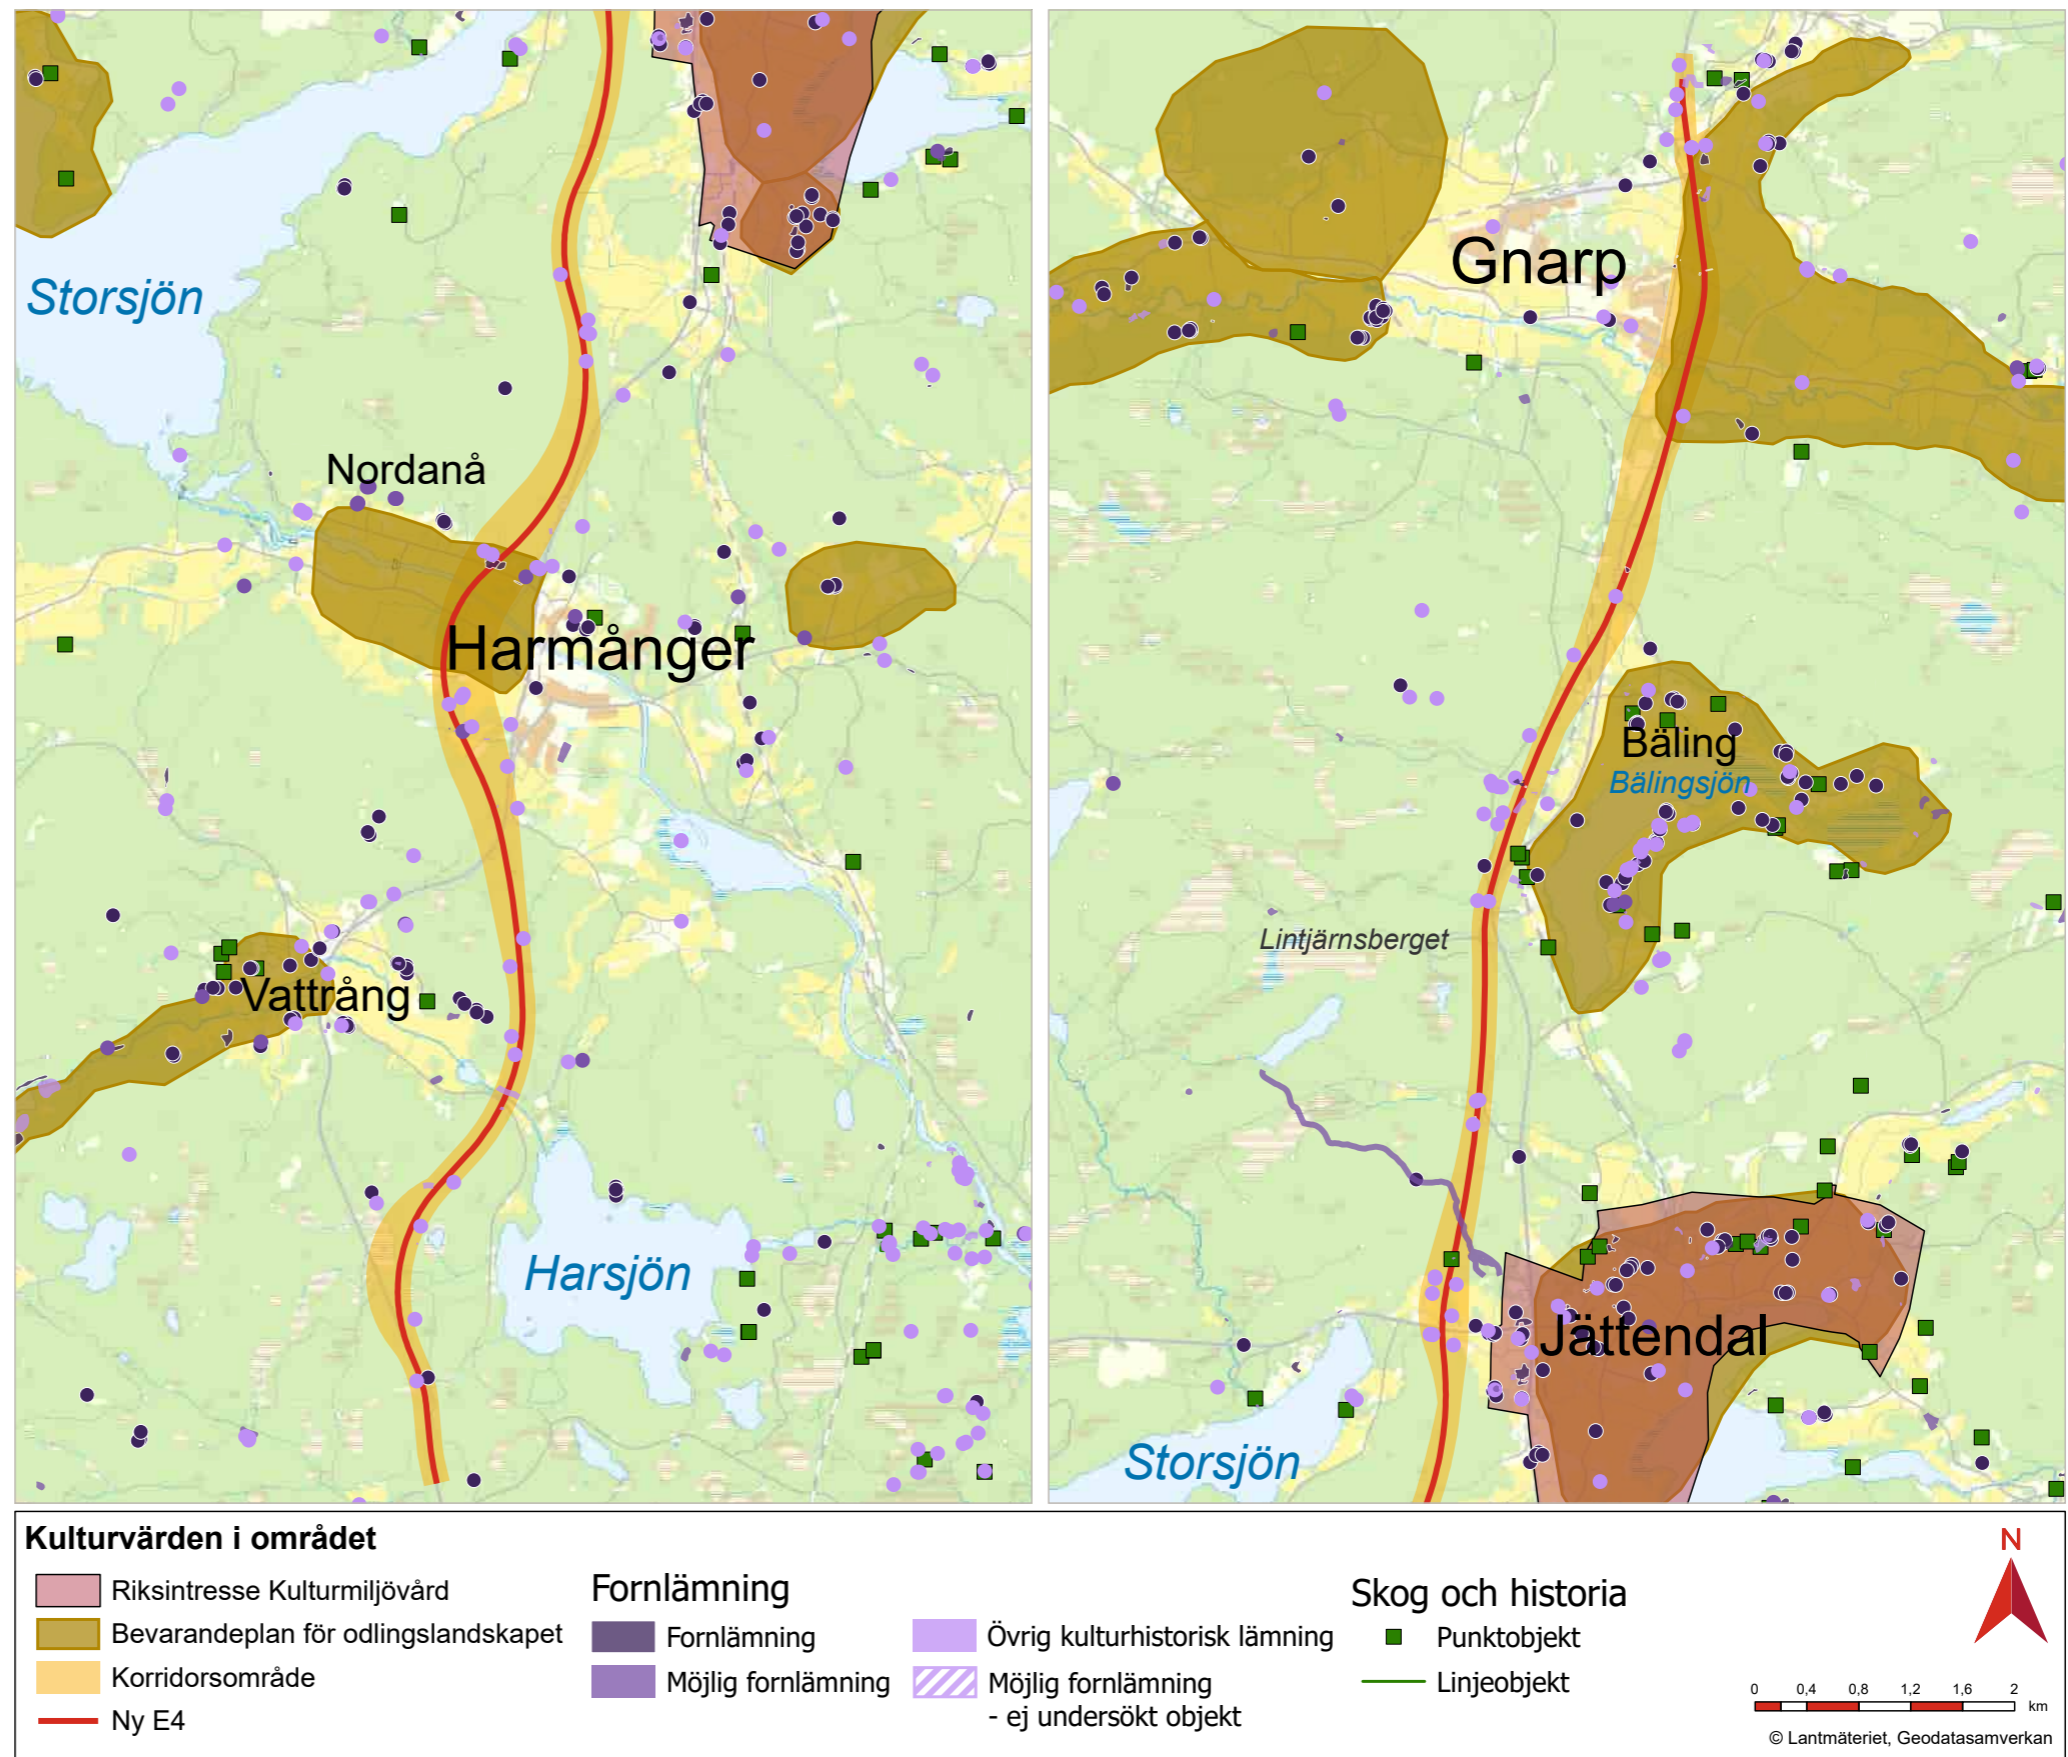 Storsjön
Nordanå
Harmånger
Vattrång
Harsjön
Gnarp
Bäling
Bälingsjön
Lintjärnsberget
Jättendal
Storsjön
Kulturvärden i området
Riksintresse Kulturmiljövård
Bevarandeplan för odlingslandskapet
Korridorsområde
Ny E4
Fornlämning
Fornlämning
Möjlig fornlämning
Övrig kulturhistorisk lämning
Möjlig fornlämning
- ej undersökt objekt
Skog och historia
Punktobjekt
Linjeobjekt
N
0 0,4 0,8 1,2 1,6 2
km
© Lantmäteriet, Geodatasamverkan